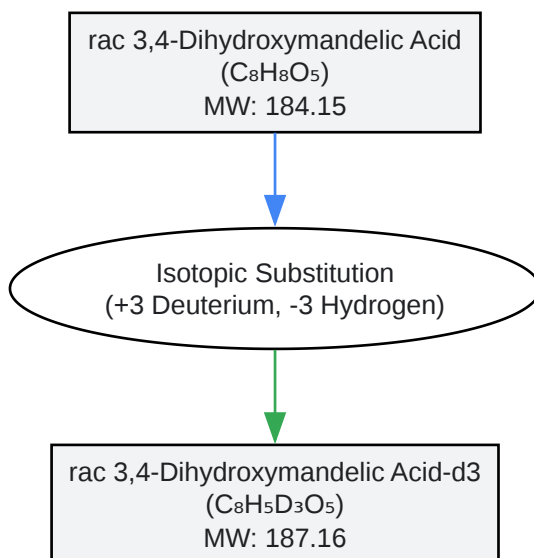 rac 3,4-Dihydroxymandelic Acid
(C₈H₈O₅)
MW: 184.15
Isotopic Substitution
(+3 Deuterium, -3 Hydrogen)
rac 3,4-Dihydroxymandelic Acid-d3
(C₈H₅D₃O₅)
MW: 187.16